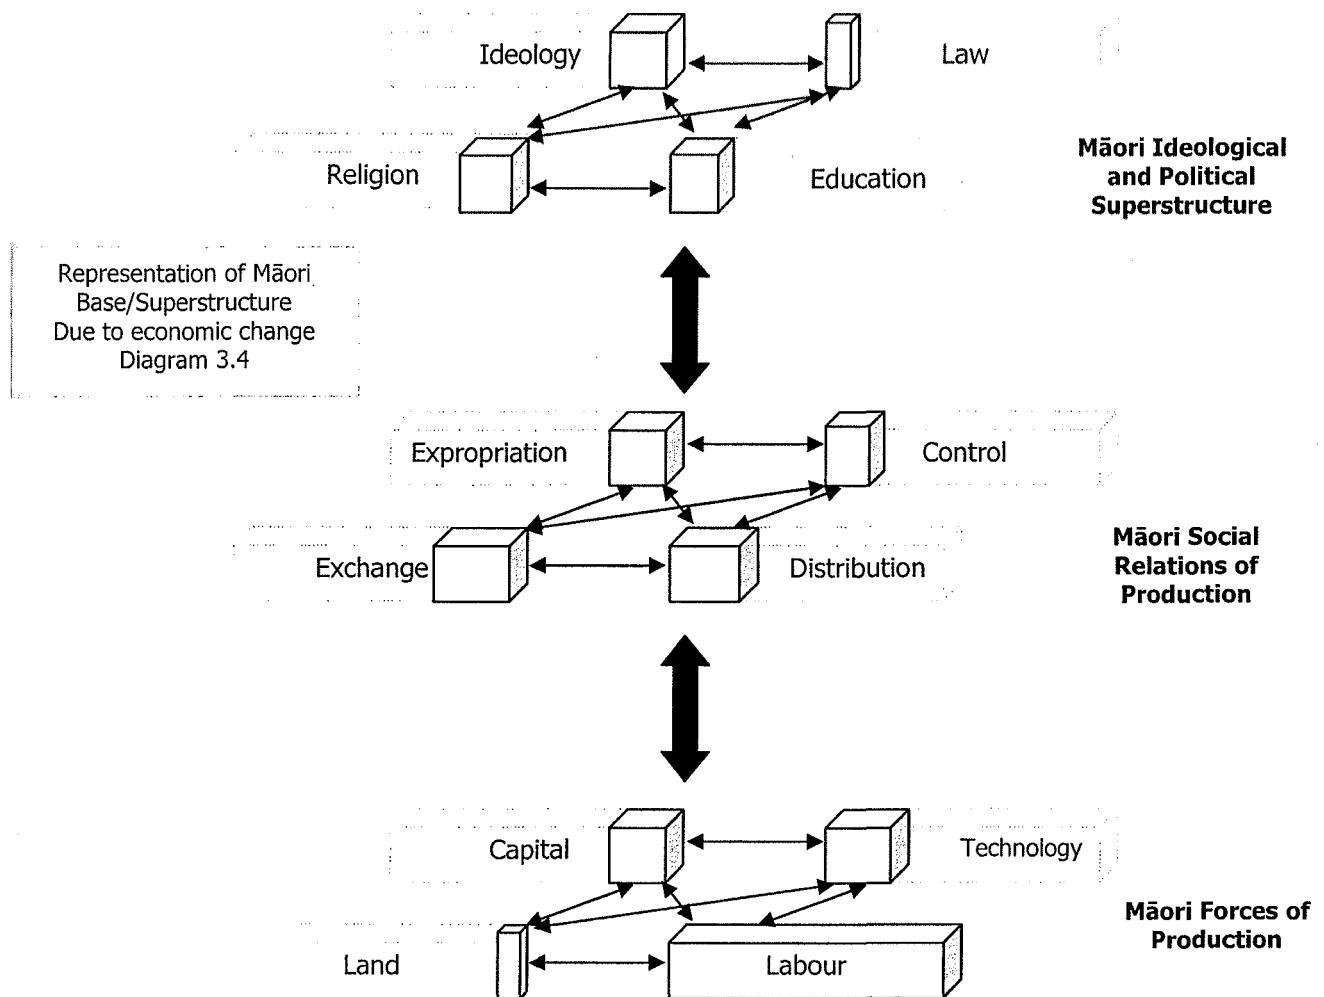 Ideology
Law
Religion
Education
Māori Ideological
and Political
Superstructure
Representation of Māori
Base/Superstructure
Due to economic change
Diagram 3.4
Expropriation
Control
Exchange
Distribution
Māori Social
Relations of
Production
Capital
Technology
Land
Labour
Māori Forces of
Production